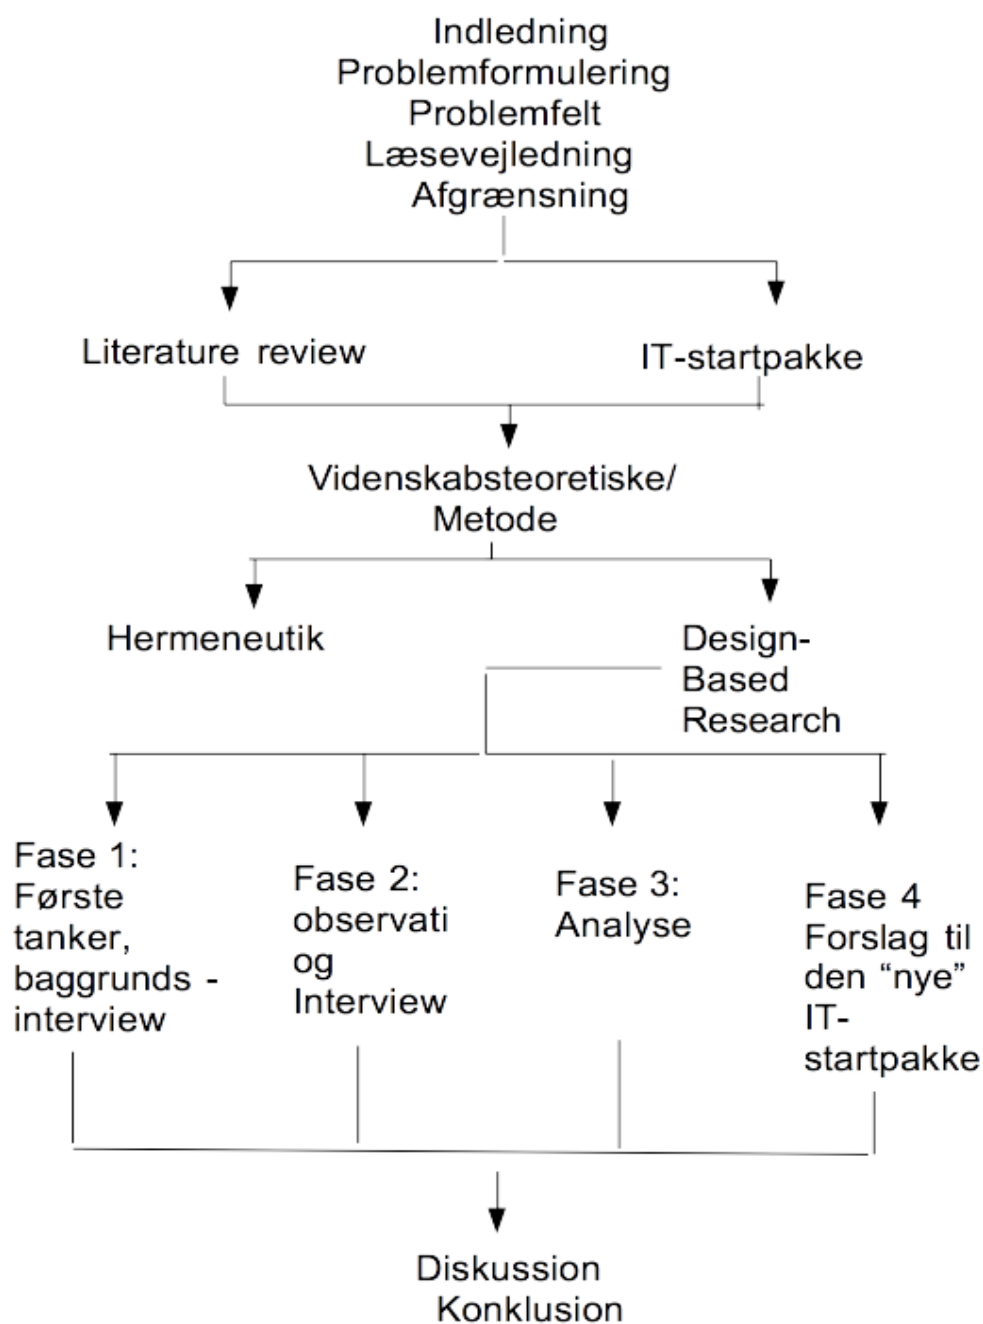 Indledning
Problemformulering
Problemfelt
Læsevejledning
Afgrænsning
Literature review
IT-startpakke
Videnskabsteoretiske/
Metode
Hermeneutik
Design-
Based
Research
Fase 1:
Første
tanker,
baggrunds -
interview
Fase 2:
observati
og
Interview
Fase 3:
Analyse
Fase 4
Forslag til
den “nye”
IT-
startpakke
Diskussion
Konklusion